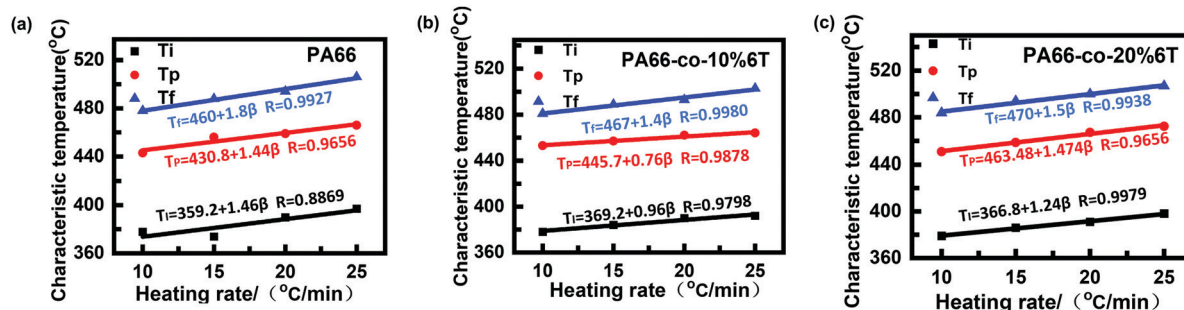 (a)
Characteristic temperature(°C)
520
480
440
400
360
Ti
Tp
Tf
PA66
Tf=460+1.8β R=0.9927
TP=430.8+1.44β R=0.9656
TI=359.2+1.46β R=0.8869
10 15 20 25
Heating rate/ (°C/min)
(b)
Characteristic temperature(°C)
520
480
440
400
360
Ti
Tp
Tf
PA66-co-10%6T
Tf=467+1.4β R=0.9980
TP=445.7+0.76β R=0.9878
TI=369.2+0.96β R=0.9798
10 15 20 25
Heating rate (°C/min)
(c)
Characteristic temperature(°C)
520
480
440
400
360
Ti
Tp
Tf
PA66-co-20%6T
Tf=470+1.5β R=0.9938
TP=463.48+1.474β R=0.9656
TI=366.8+1.24β R=0.9979
10 15 20 25
Heating rate/ (°C/min)